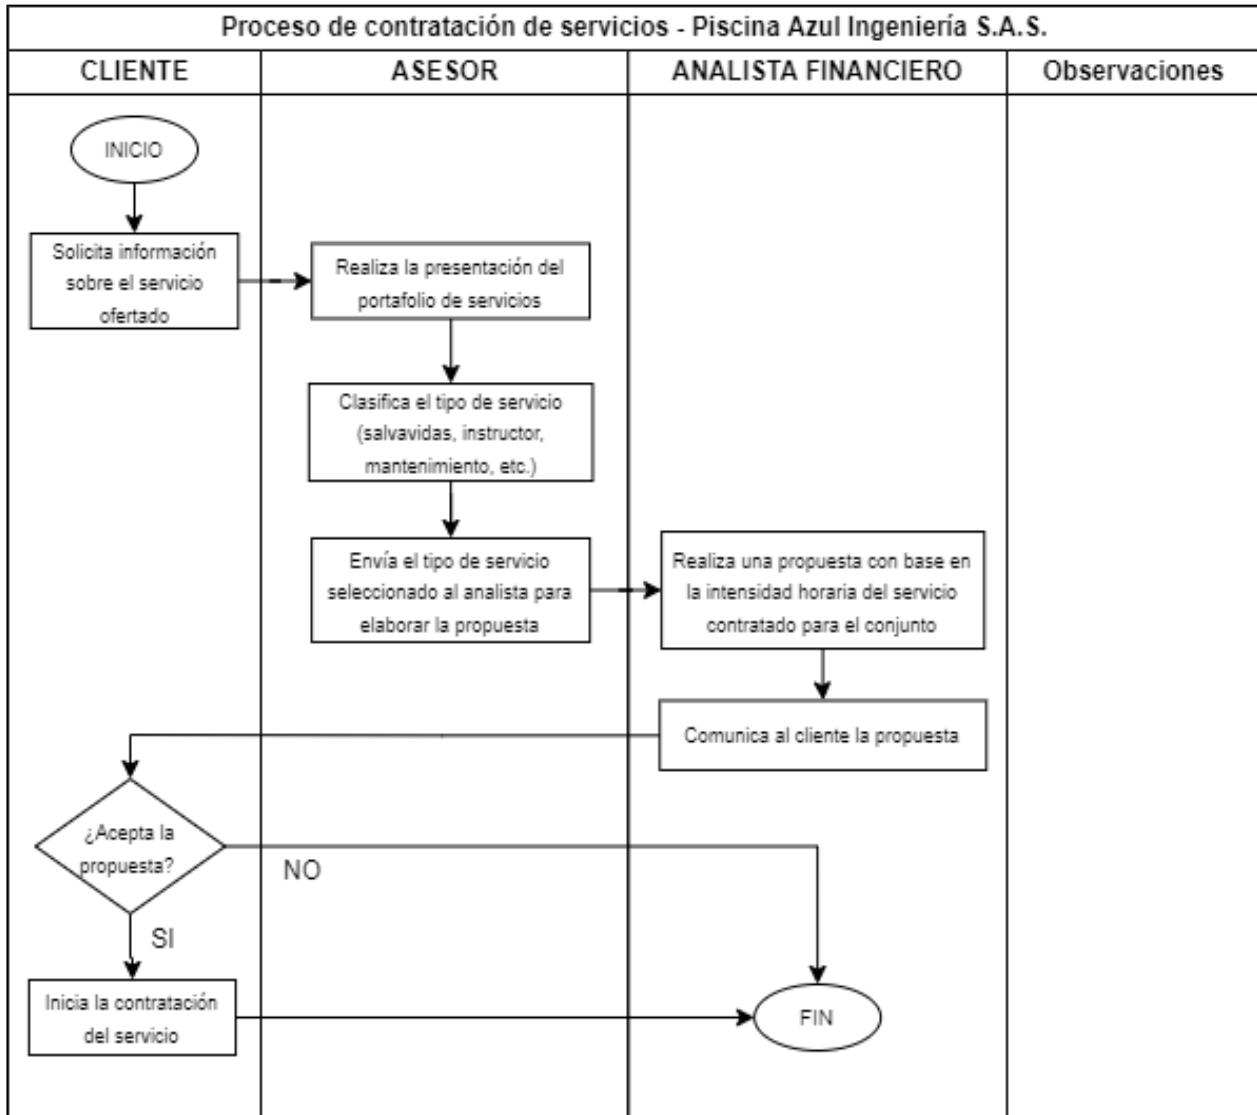 Proceso de contratación de servicios - Piscina Azul Ingeniería S.A.S.
CLIENTE
ASESOR
ANALISTA FINANCIERO
Observaciones
INICIO
Solicita información
sobre el servicio
ofertado
Realiza la presentación del
portafolio de servicios
Clasifica el tipo de servicio
(salvavidas, instructor,
mantenimiento, etc.)
Envía el tipo de servicio
seleccionado al analista para
elaborar la propuesta
Realiza una propuesta con base en
la intensidad horaria del servicio
contratado para el conjunto
Comunica al cliente la propuesta
¿Acepta la
propuesta?
NO
SI
Inicia la contratación
del servicio
FIN